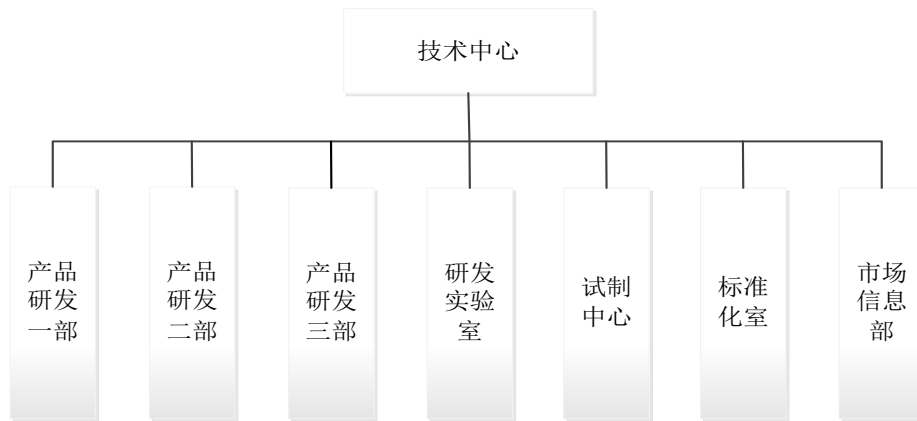 技术中心
产品
研发
一部
产品
研发
二部
产品
研发
三部
研发
实验
室
试制
中心
标准
化室
市场
信息
部